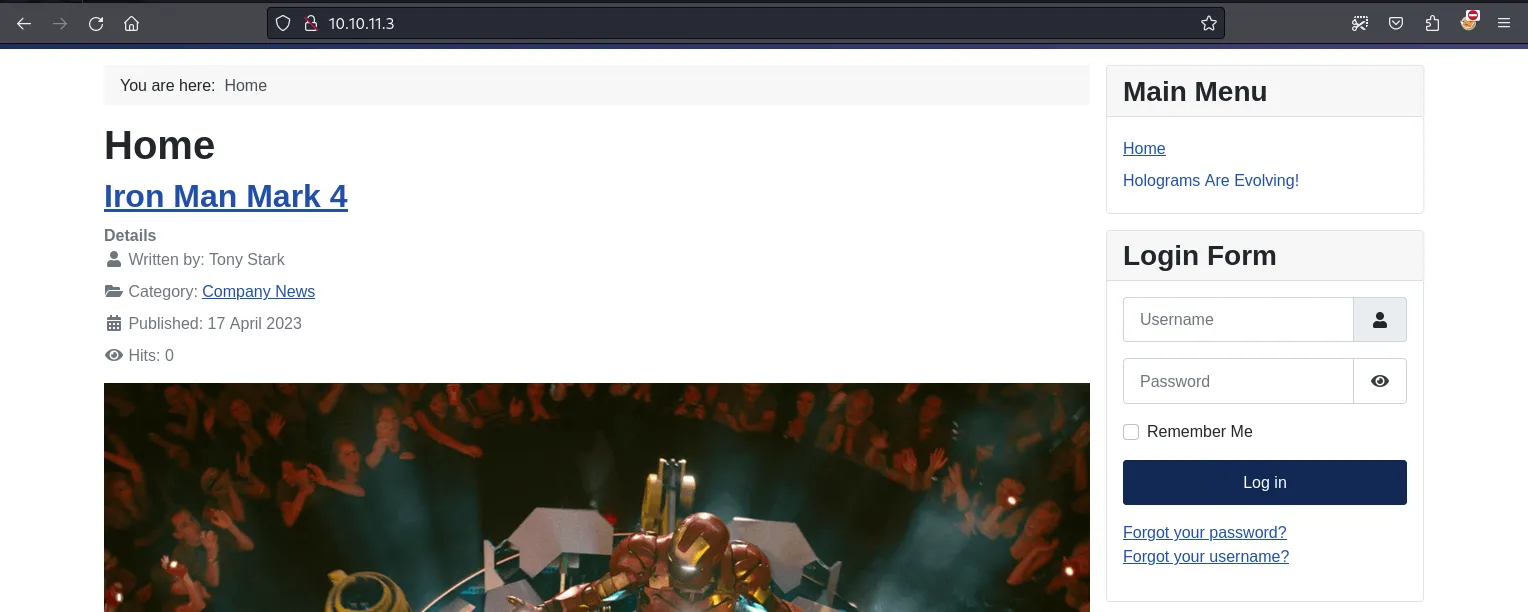 10.10.11.3
You are here: Home
Home
Iron Man Mark 4
Details
Written by: Tony Stark
Category: Company News
Published: 17 April 2023
Hits: 0
Main Menu
Home
Holograms Are Evolving!
Login Form
Username
Password
Remember Me
Log in
Forgot your password?
Forgot your username?